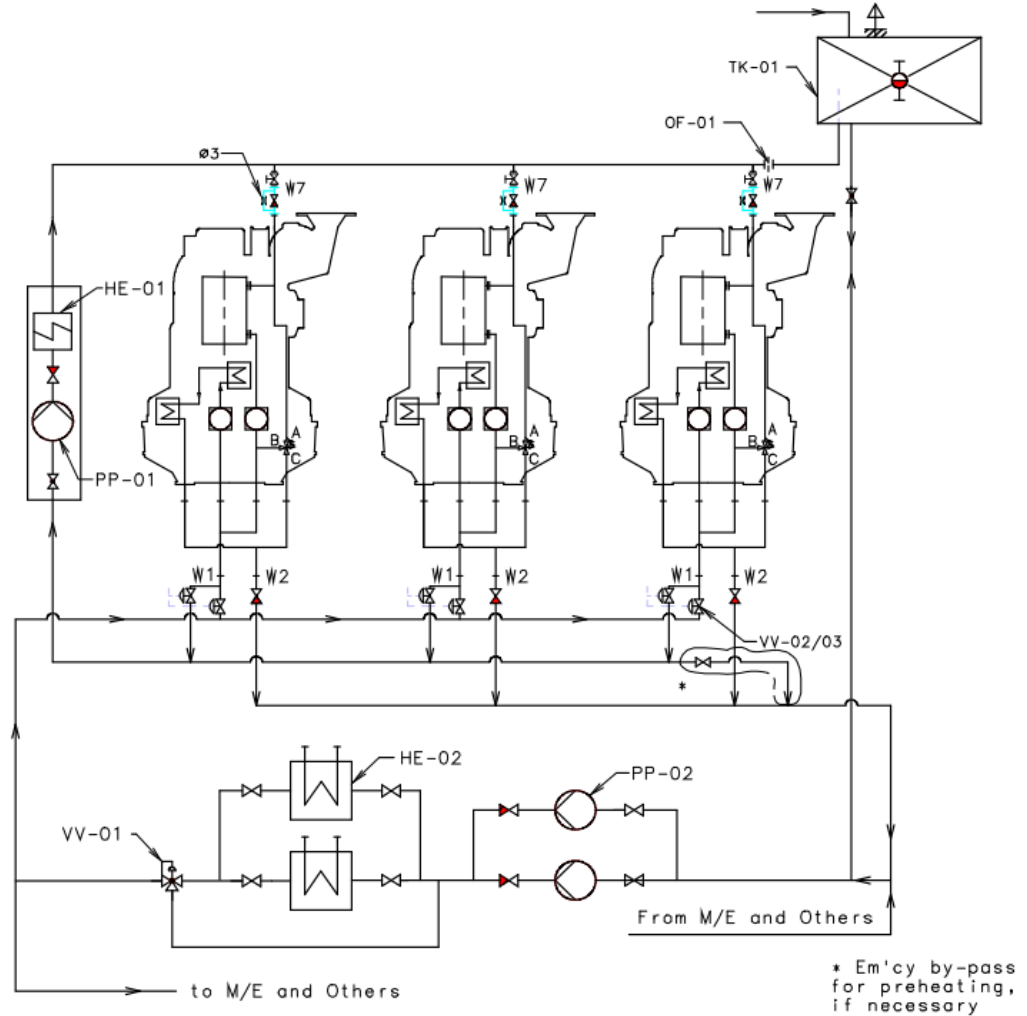 TK-01
OF-01
ø3
W7
W7
W7
HE-01
PP-01
A
B
C
A
B
C
A
B
C
W1
W2
W1
W2
W1
W2
VV-02/03
*
HE-02
PP-02
VV-01
From M/E and Others
to M/E and Others
* Em'cy by-pass
for preheating,
if necessary